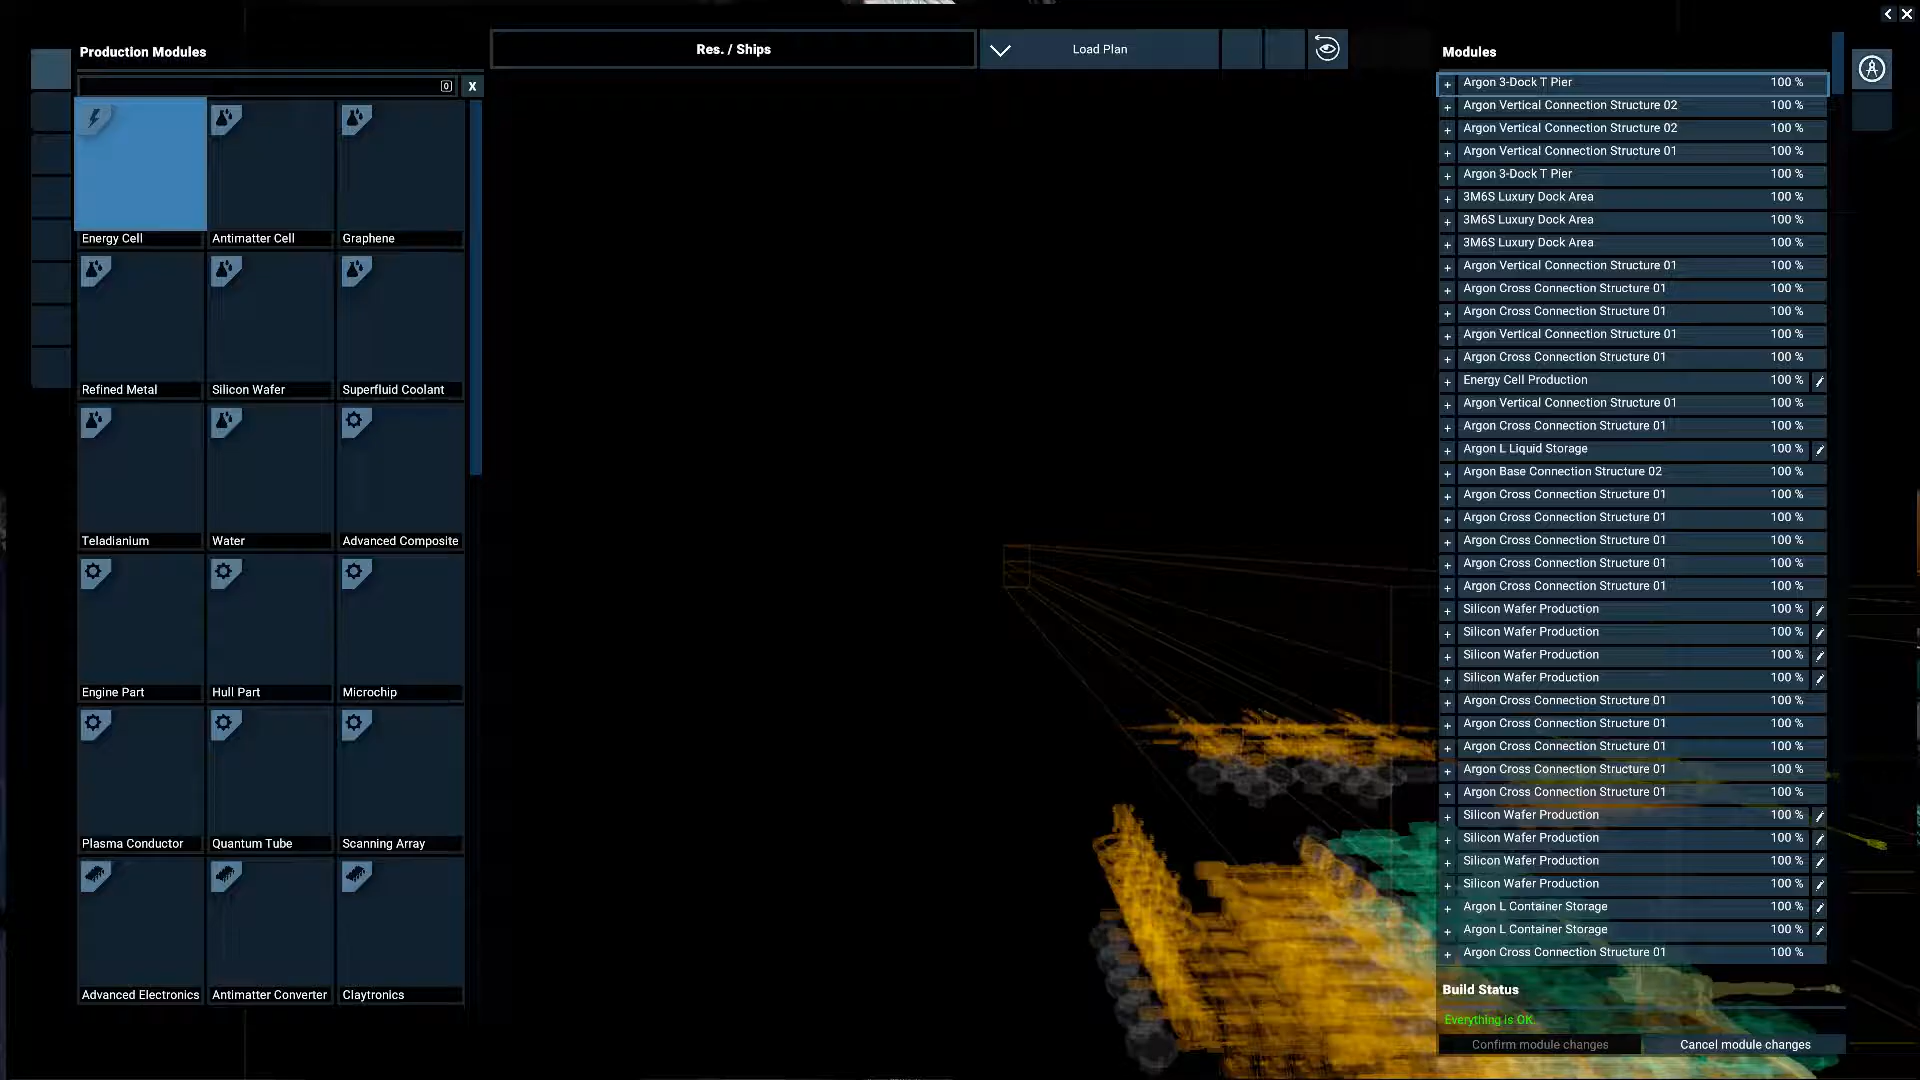 Production Modules
Res. / Ships
Load Plan
Modules
0
X
Energy Cell
Antimatter Cell
Graphene
Refined Metal
Silicon Wafer
Superfluid Coolant
Teladianium
Water
Advanced Composite
Engine Part
Hull Part
Microchip
Plasma Conductor
Quantum Tube
Scanning Array
Advanced Electronics
Antimatter Converter
Claytronics
+ Argon 3-Dock T Pier 100 %
+ Argon Vertical Connection Structure 02 100 %
+ Argon Vertical Connection Structure 02 100 %
+ Argon Vertical Connection Structure 01 100 %
+ Argon 3-Dock T Pier 100 %
+ 3M6S Luxury Dock Area 100 %
+ 3M6S Luxury Dock Area 100 %
+ 3M6S Luxury Dock Area 100 %
+ Argon Vertical Connection Structure 01 100 %
+ Argon Cross Connection Structure 01 100 %
+ Argon Cross Connection Structure 01 100 %
+ Argon Vertical Connection Structure 01 100 %
+ Argon Cross Connection Structure 01 100 %
+ Energy Cell Production 100 %
+ Argon Vertical Connection Structure 01 100 %
+ Argon Cross Connection Structure 01 100 %
+ Argon L Liquid Storage 100 %
+ Argon Base Connection Structure 02 100 %
+ Argon Cross Connection Structure 01 100 %
+ Argon Cross Connection Structure 01 100 %
+ Argon Cross Connection Structure 01 100 %
+ Argon Cross Connection Structure 01 100 %
+ Argon Cross Connection Structure 01 100 %
+ Silicon Wafer Production 100 %
+ Silicon Wafer Production 100 %
+ Silicon Wafer Production 100 %
+ Silicon Wafer Production 100 %
+ Argon Cross Connection Structure 01 100 %
+ Argon Cross Connection Structure 01 100 %
+ Argon Cross Connection Structure 01 100 %
+ Argon Cross Connection Structure 01 100 %
+ Argon Cross Connection Structure 01 100 %
+ Silicon Wafer Production 100 %
+ Silicon Wafer Production 100 %
+ Silicon Wafer Production 100 %
+ Silicon Wafer Production 100 %
+ Argon L Container Storage 100 %
+ Argon L Container Storage 100 %
+ Argon Cross Connection Structure 01 100 %
Build Status
Everything is OK.
Confirm module changes
Cancel module changes